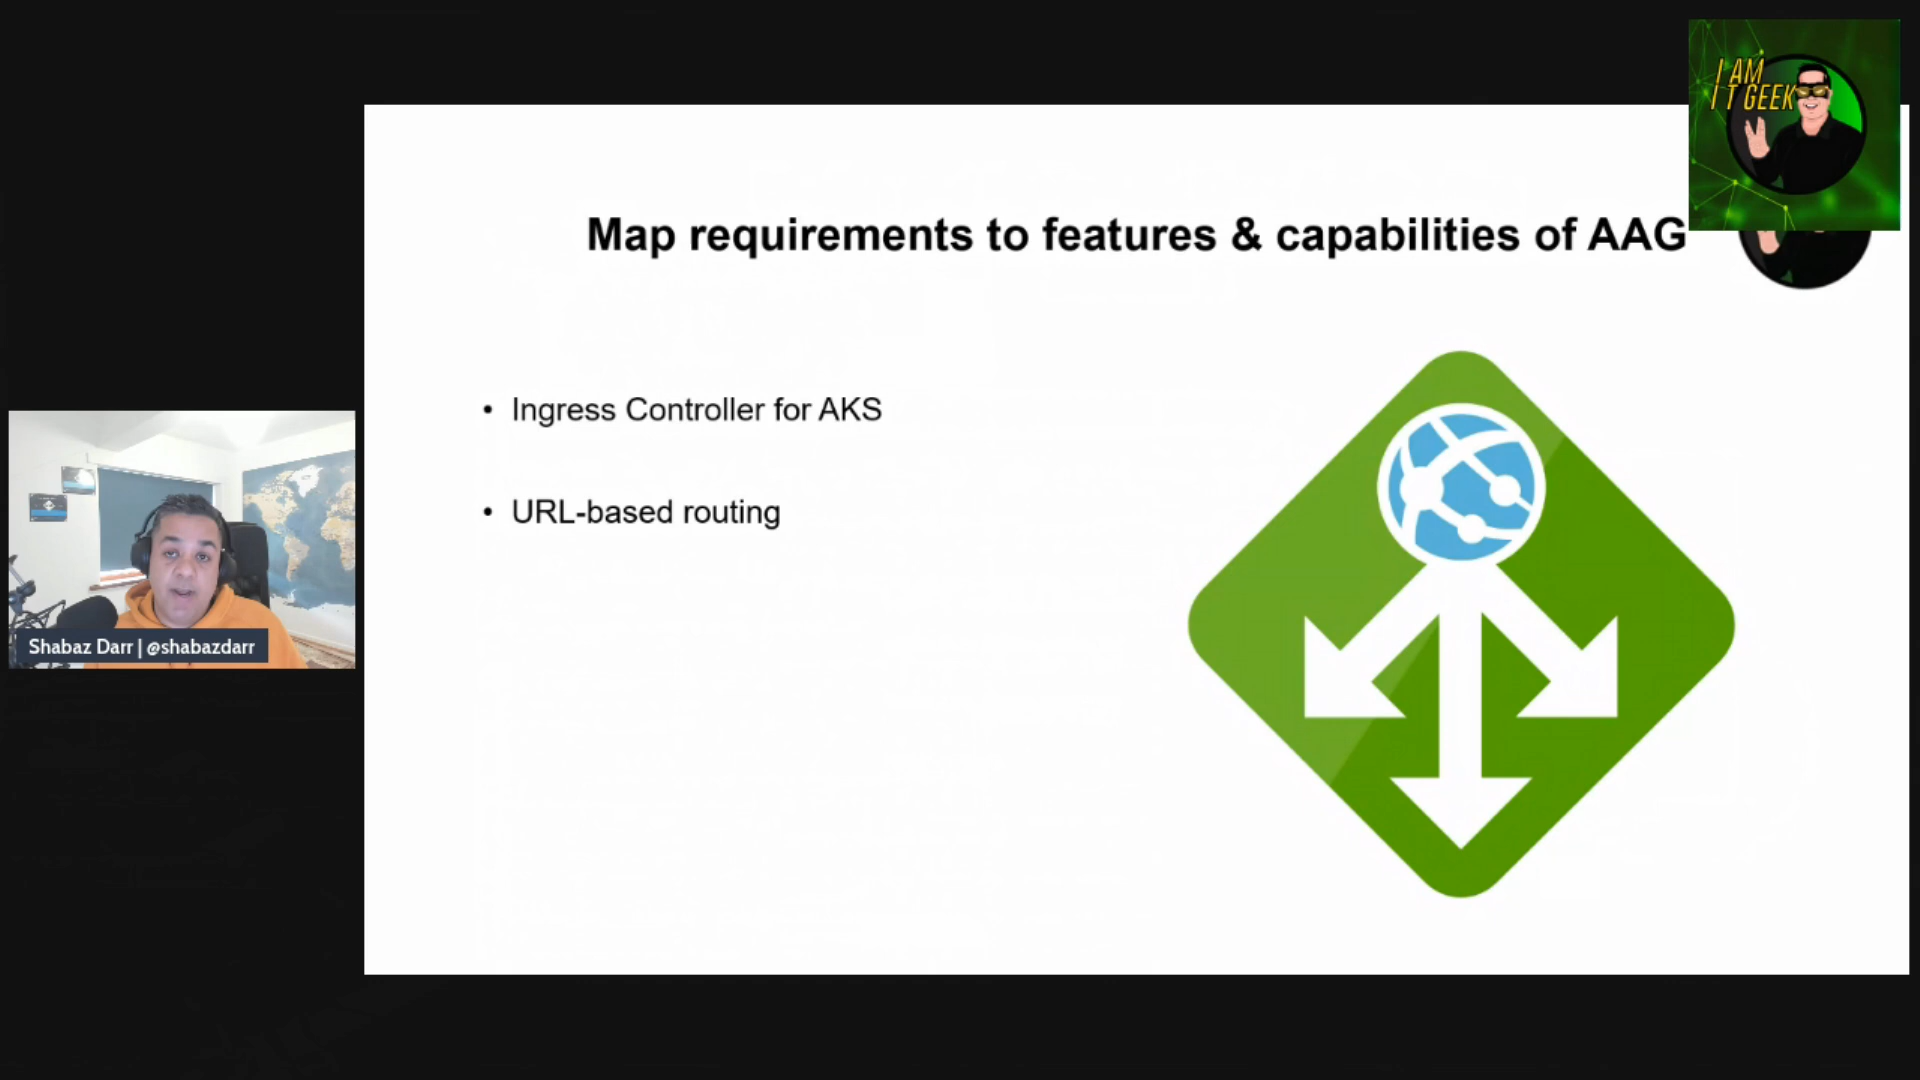 I AM
I T GEEK
Map requirements to features & capabilities of AAG
• Ingress Controller for AKS
• URL-based routing
Shabaz Darr | @shabazdarr